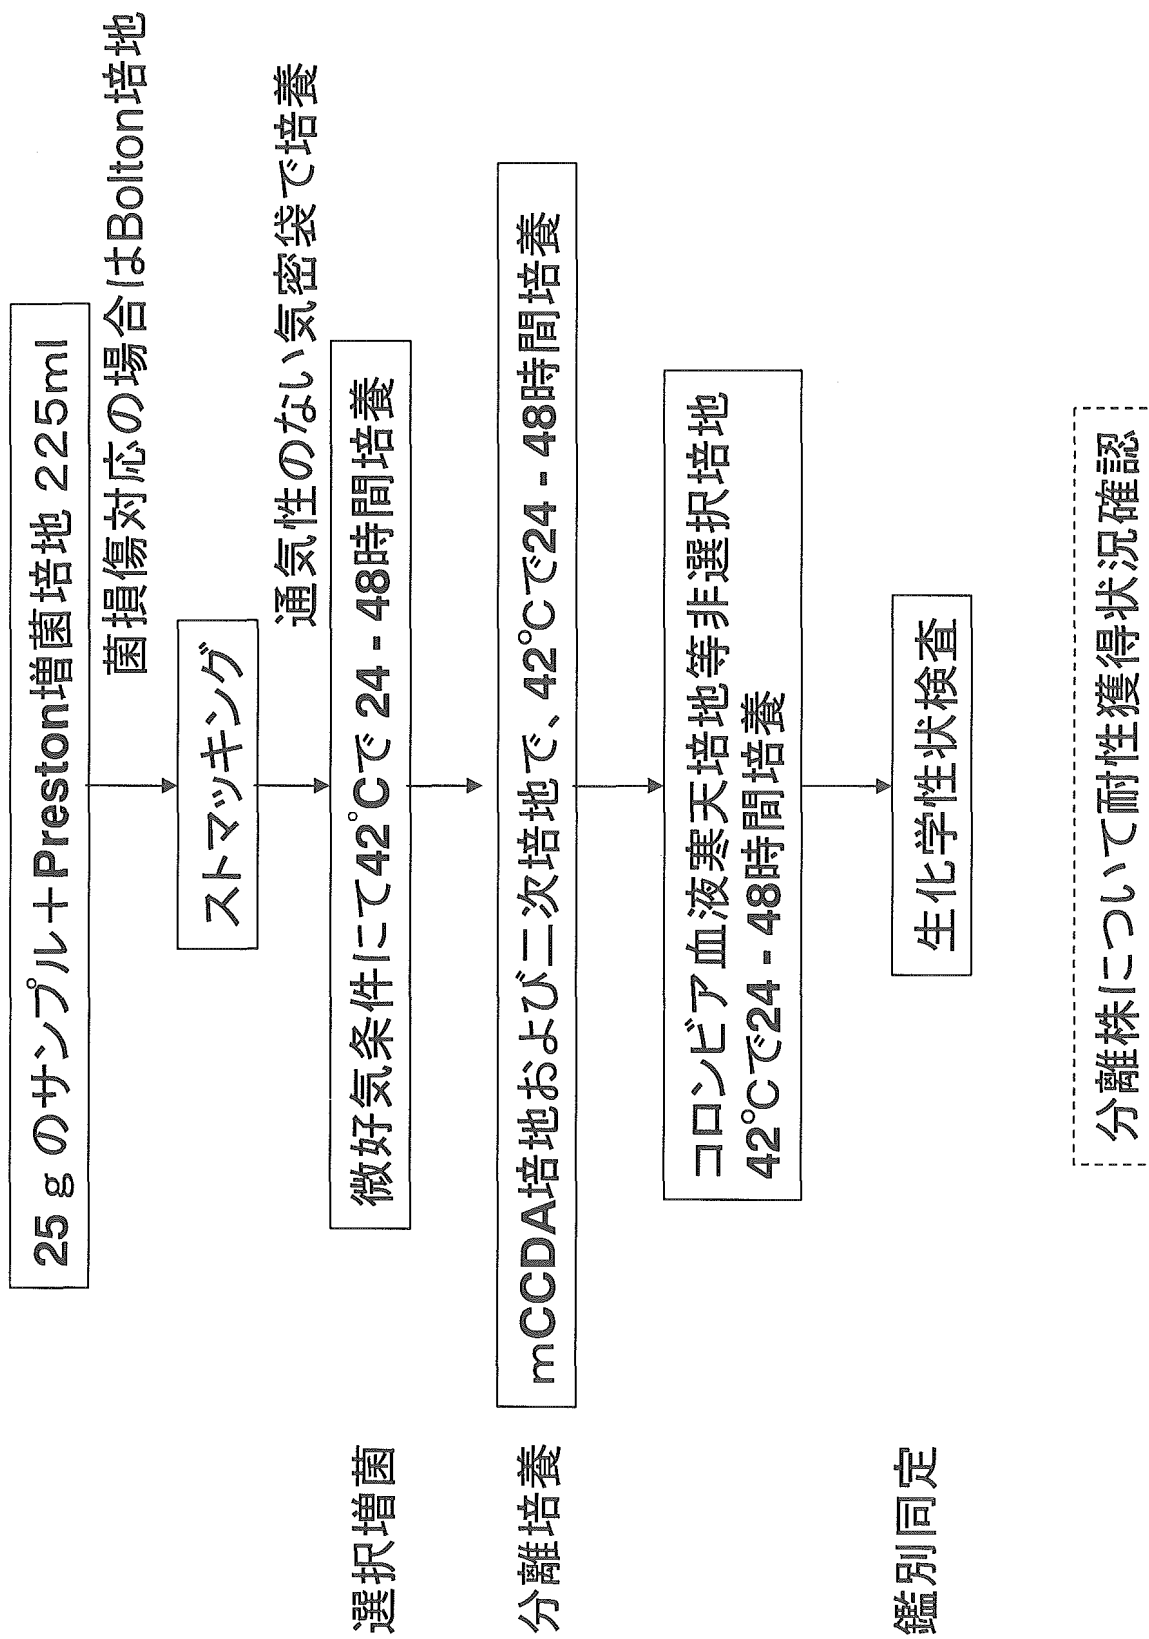 25 g のサンプル+Preston増菌培地 225ml
菌損傷対応の場合はBolton培地
ストマッキング
通気性のない気密袋で培養
選択増菌
微好気条件にて42°Cで 24 - 48時間培養
分離培養
mCCDA培地および二次培地で、42°Cで24 - 48時間培養
コロンビア血液寒天培地等非選択培地
42°Cで24 - 48時間培養
鑑別同定
生化学性状検査
分離株について耐性獲得状況確認